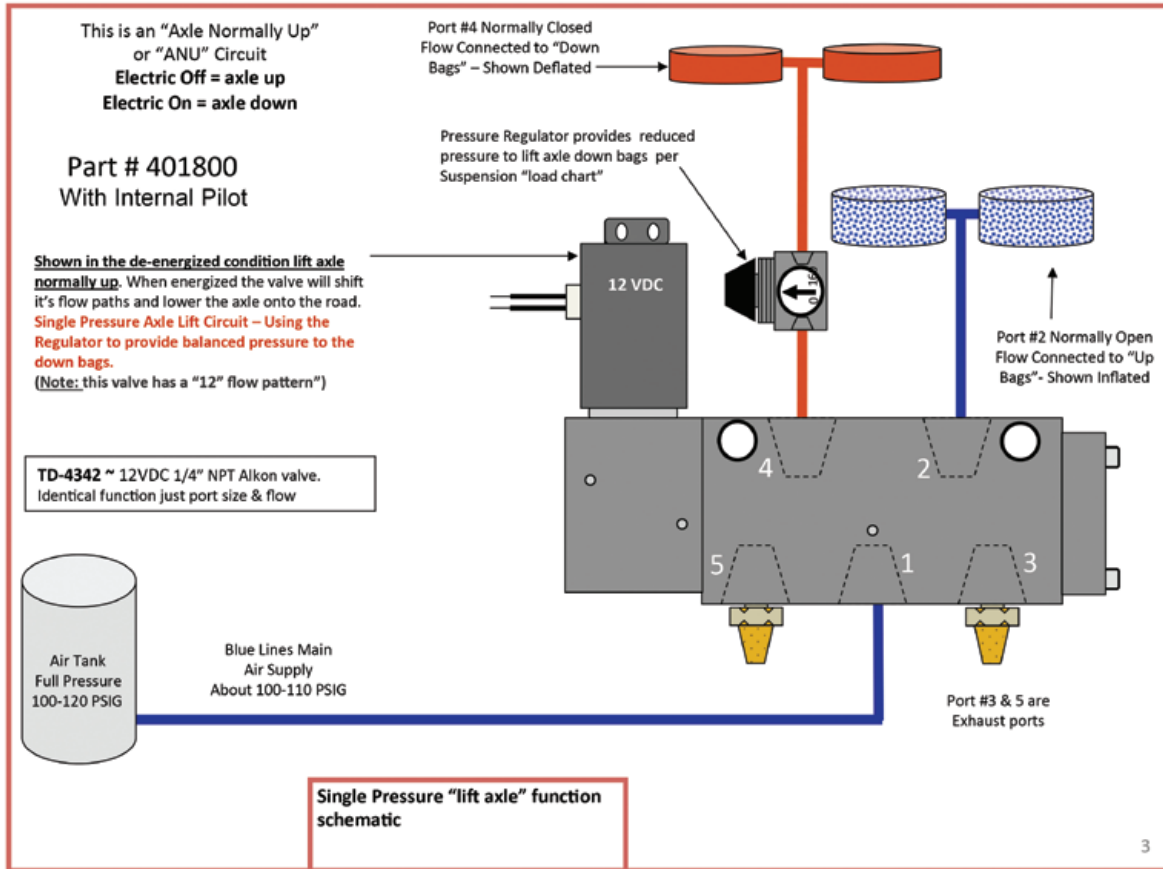 This is an "Axle Normally Up"
or "ANU" Circuit
Electric Off = axle up
Electric On = axle down
Part # 401800
With Internal Pilot
Shown in the de-energized condition lift axle
normally up. When energized the valve will shift
it's flow paths and lower the axle onto the road.
Single Pressure Axle Lift Circuit – Using the
Regulator to provide balanced pressure to the
down bags.
(Note: this valve has a "12" flow pattern")
TD-4342 ~ 12VDC 1/4" NPT Alkon valve.
Identical function just port size & flow
Port #4 Normally Closed
Flow Connected to "Down
Bags" – Shown Deflated
Pressure Regulator provides reduced
pressure to lift axle down bags per
Suspension "load chart"
12 VDC
0 160
Port #2 Normally Open
Flow Connected to "Up
Bags"- Shown Inflated
4
2
5
1
3
Air Tank
Full Pressure
100-120 PSIG
Blue Lines Main
Air Supply
About 100-110 PSIG
Port #3 & 5 are
Exhaust ports
Single Pressure "lift axle" function
schematic
3